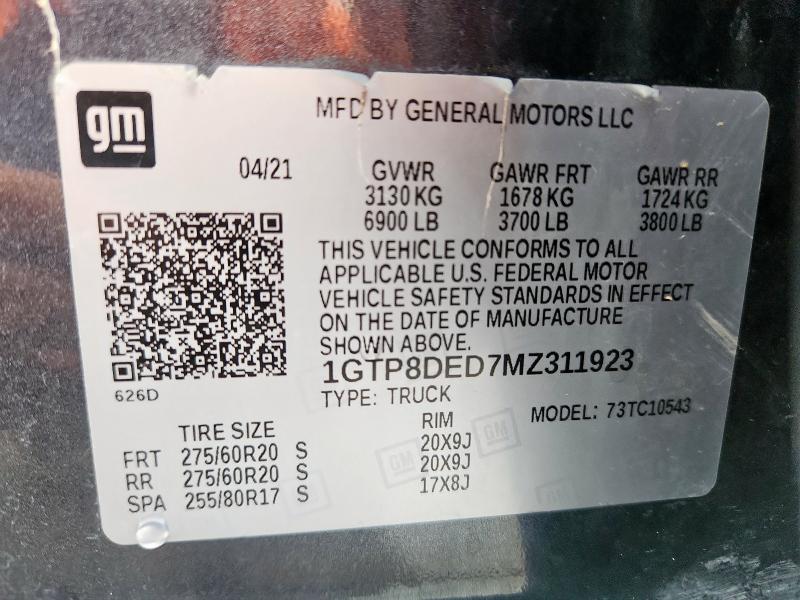 gm
MFD BY GENERAL MOTORS LLC
04/21
GVWR GAWR FRT GAWR RR
3130 KG 1678 KG 1724 KG
6900 LB 3700 LB 3800 LB
THIS VEHICLE CONFORMS TO ALL
APPLICABLE U.S. FEDERAL MOTOR
VEHICLE SAFETY STANDARDS IN EFFECT
ON THE DATE OF MANUFACTURE
SHOWN ABOVE.
1GTP8DED7MZ311923
626D
TYPE: TRUCK
MODEL: 73TC10543
TIRE SIZE RIM
FRT 275/60R20 S 20X9J
RR 275/60R20 S 20X9J
SPA 255/80R17 S 17X8J
GM
GM
GM